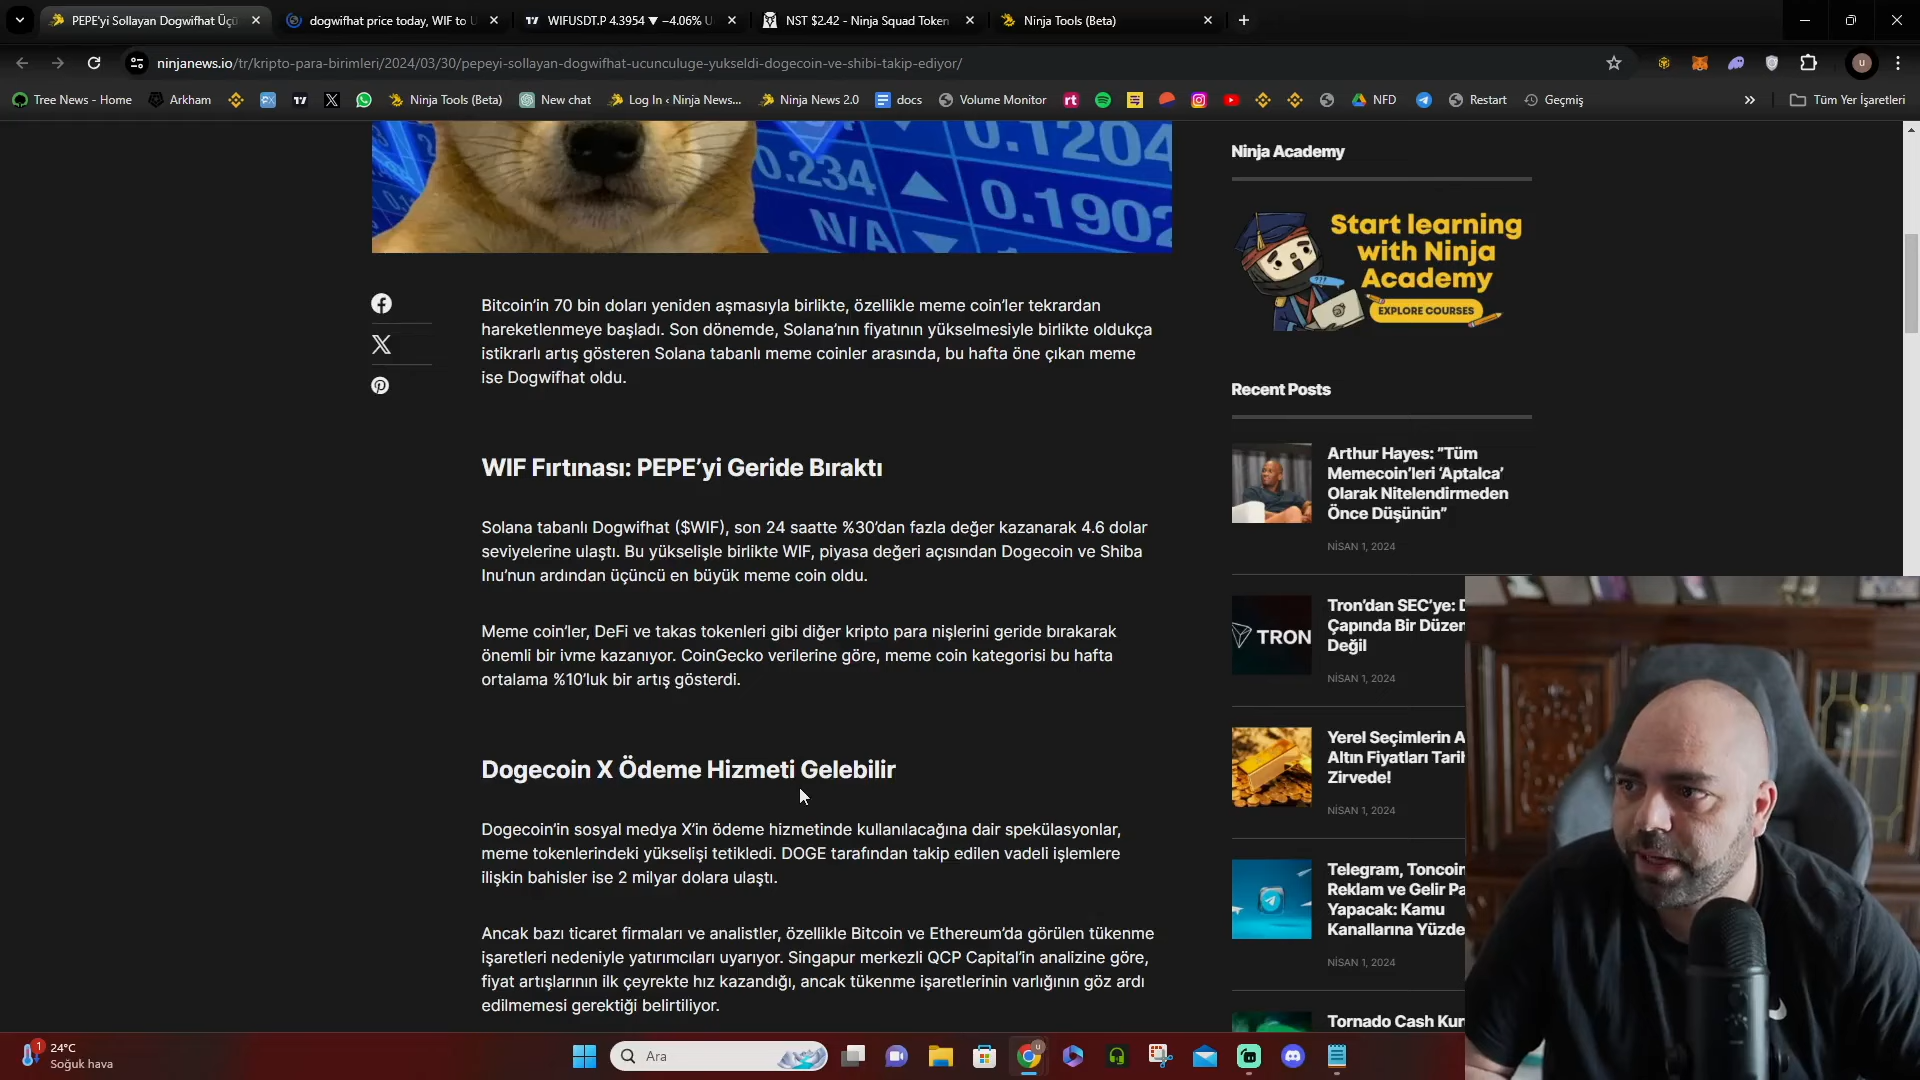 PEPE'yi Sollayan Dogwifhat Üçü
dogwifhat price today, WIF to U
WIFUSDT.P 4.3954 ▼ −4.06% U
NST $2.42 - Ninja Squad Token
Ninja Tools (Beta)
ninjanews.io/tr/kripto-para-birimleri/2024/03/30/pepeyi-sollayan-dogwifhat-ucunculuge-yukseldi-dogecoin-ve-shibi-takip-ediyor/
Tree News - Home
Arkham
Ninja Tools (Beta)
New chat
Log In ‹ Ninja News...
Ninja News 2.0
docs
Volume Monitor
rt
NFD
Restart
Geçmiş
Tüm Yer İşaretleri
0.1204
0.234
0.1902
N/A
Bitcoin’in 70 bin doları yeniden aşmasıyla birlikte, özellikle meme coin’ler tekrardan
hareketlenmeye başladı. Son dönemde, Solana’nın fiyatının yükselmesiyle birlikte oldukça
istikrarlı artış gösteren Solana tabanlı meme coinler arasında, bu hafta öne çıkan meme
ise Dogwifhat oldu.
WIF Fırtınası: PEPE’yi Geride Bıraktı
Solana tabanlı Dogwifhat ($WIF), son 24 saatte %30’dan fazla değer kazanarak 4.6 dolar
seviyelerine ulaştı. Bu yükselişle birlikte WIF, piyasa değeri açısından Dogecoin ve Shiba
Inu’nun ardından üçüncü en büyük meme coin oldu.
Meme coin’ler, DeFi ve takas tokenleri gibi diğer kripto para nişlerini geride bırakarak
önemli bir ivme kazanıyor. CoinGecko verilerine göre, meme coin kategorisi bu hafta
ortalama %10’luk bir artış gösterdi.
Dogecoin X Ödeme Hizmeti Gelebilir
Dogecoin’in sosyal medya X’in ödeme hizmetinde kullanılacağına dair spekülasyonlar,
meme tokenlerindeki yükselişi tetikledi. DOGE tarafından takip edilen vadeli işlemlere
ilişkin bahisler ise 2 milyar dolara ulaştı.
Ancak bazı ticaret firmaları ve analistler, özellikle Bitcoin ve Ethereum’da görülen tükenme
işaretleri nedeniyle yatırımcıları uyarıyor. Singapur merkezli QCP Capital’in analizine göre,
fiyat artışlarının ilk çeyrekte hız kazandığı, ancak tükenme işaretlerinin varlığının göz ardı
edilmemesi gerektiği belirtiliyor.
Ninja Academy
Start learning
with Ninja
Academy
EXPLORE COURSES
Recent Posts
Arthur Hayes: ”Tüm
Memecoin’leri ‘Aptalca’
Olarak Nitelendirmeden
Önce Düşünün”
NİSAN 1, 2024
TRON
Tron’dan SEC’ye: D
Çapında Bir Düzen
Değil
NİSAN 1, 2024
Yerel Seçimlerin A
Altın Fiyatları Tarih
Zirvede!
NİSAN 1, 2024
Telegram, Toncoin
Reklam ve Gelir Pa
Yapacak: Kamu
Kanallarına Yüzde
NİSAN 1, 2024
Tornado Cash Kur
1
24°C
Soğuk hava
Ara